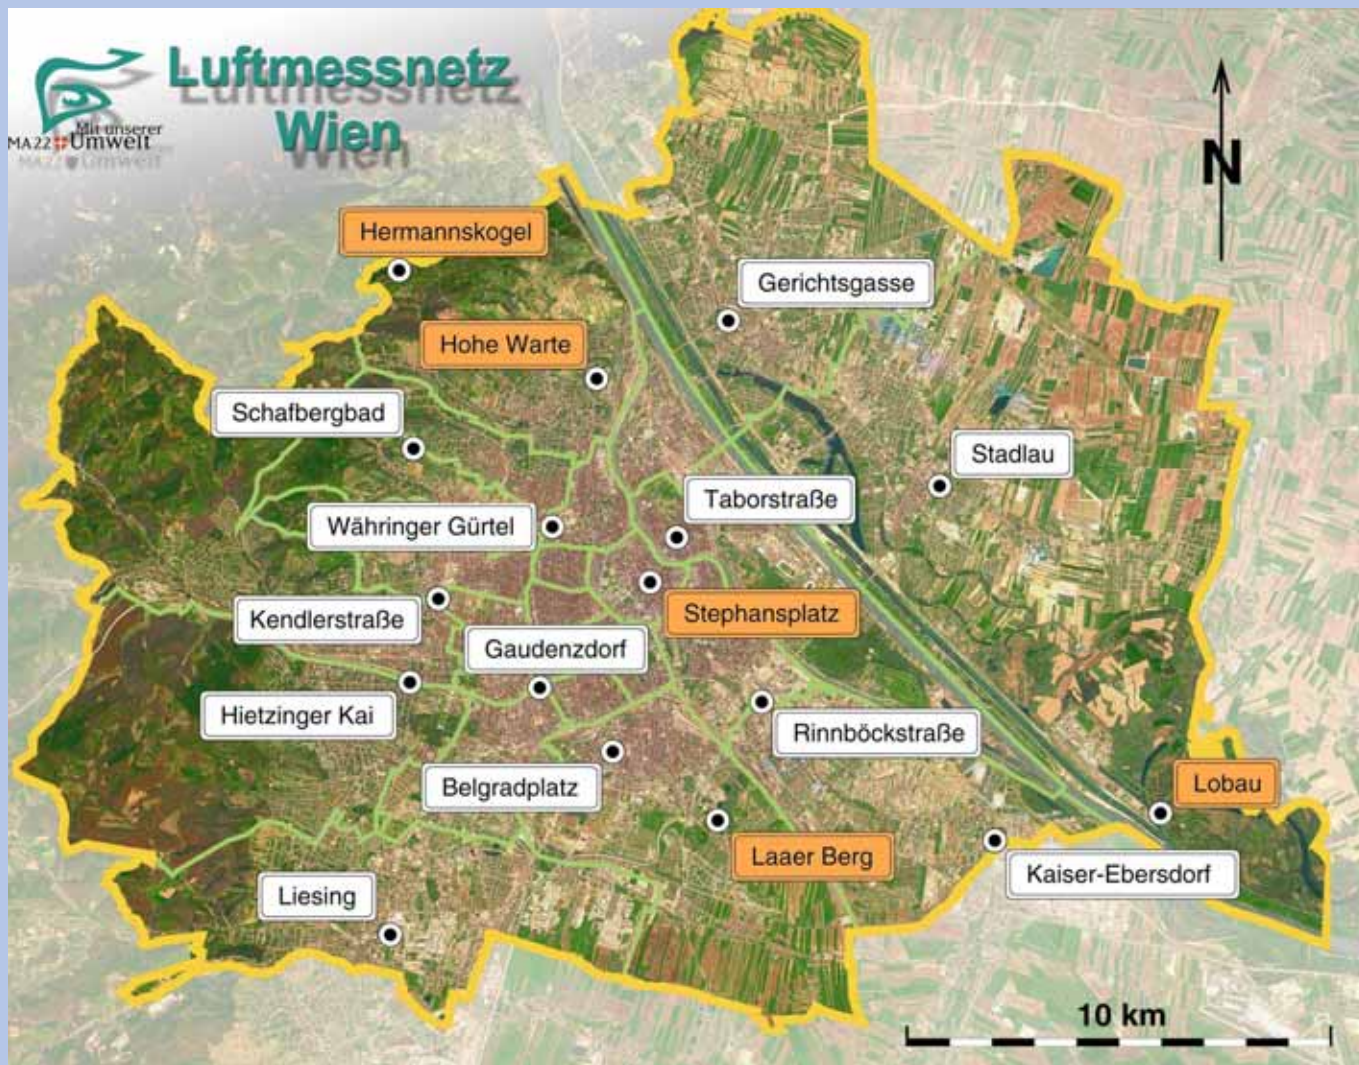 Luftmessnetz
Wien
Mit unserer
MA22 Umwelt
N
Hermannskogel
Gerichtsgasse
Hohe Warte
Schafbergbad
Stadlau
Taborstraße
Währinger Gürtel
Kendlerstraße
Stephansplatz
Gaudenzdorf
Hietzinger Kai
Rinnböckstraße
Belgradplatz
Lobau
Laaer Berg
Kaiser-Ebersdorf
Liesing
10 km